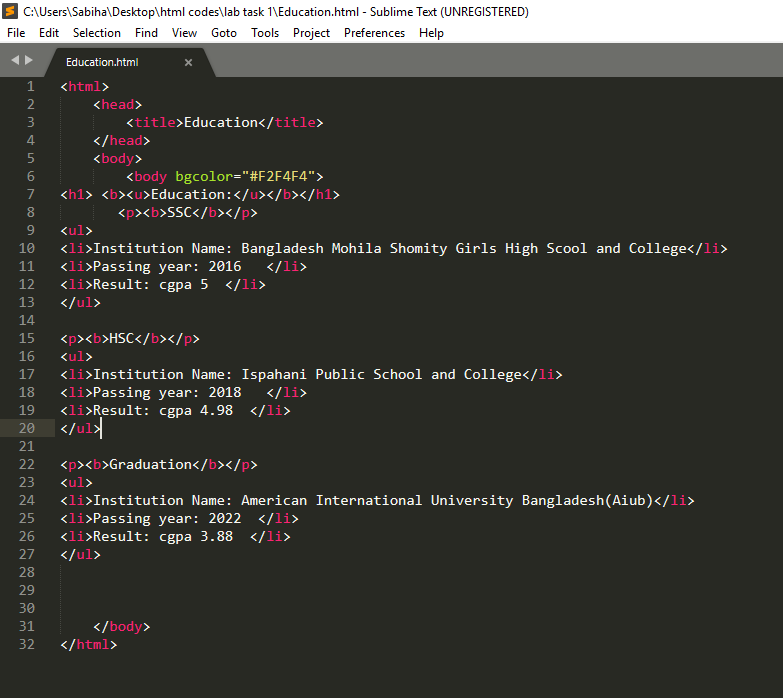 C:\Users\Sabiha\Desktop\html codes\lab task 1\Education.html - Sublime Text (UNREGISTERED)
File Edit Selection Find View Goto Tools Project Preferences Help
Education.html
1 <html>
2 <head>
3 <title>Education</title>
4 </head>
5 <body>
6 <body bgcolor="#F2F4F4">
7 <h1> <b><u>Education:</u></b></h1>
8 <p><b>SSC</b></p>
9 <ul>
10 <li>Institution Name: Bangladesh Mohila Shomity Girls High Scool and College</li>
11 <li>Passing year: 2016 </li>
12 <li>Result: cgpa 5 </li>
13 </ul>
14
15 <p><b>HSC</b></p>
16 <ul>
17 <li>Institution Name: Ispahani Public School and College</li>
18 <li>Passing year: 2018 </li>
19 <li>Result: cgpa 4.98 </li>
20 </ul>
21
22 <p><b>Graduation</b></p>
23 <ul>
24 <li>Institution Name: American International University Bangladesh(Aiub)</li>
25 <li>Passing year: 2022 </li>
26 <li>Result: cgpa 3.88 </li>
27 </ul>
28
29
30
31 </body>
32 </html>